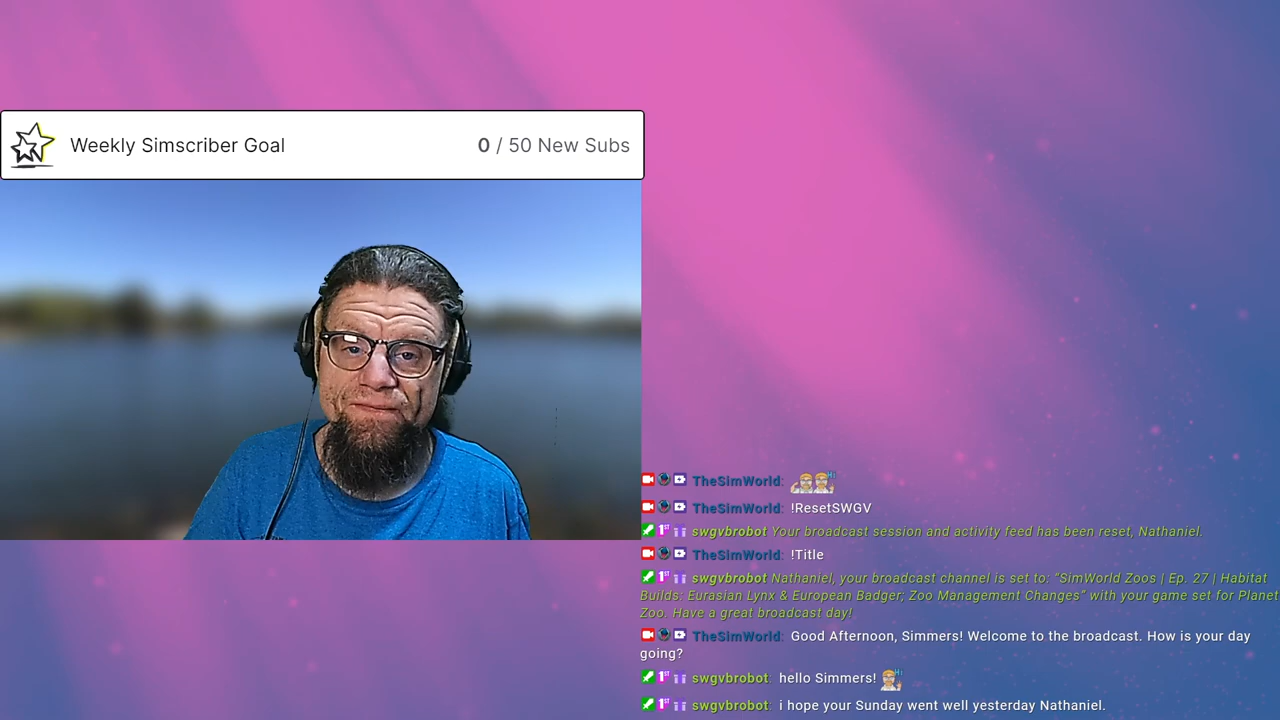 Weekly Simscriber Goal 0 / 50 New Subs
TheSimWorld:
TheSimWorld: !ResetSWGV
swgvbrobot Your broadcast session and activity feed has been reset, Nathaniel.
TheSimWorld: !Title
swgvbrobot Nathaniel, your broadcast channel is set to: "SimWorld Zoos | Ep. 27 | Habitat
Builds: Eurasian Lynx & European Badger; Zoo Management Changes" with your game set for Planet
Zoo. Have a great broadcast day!
TheSimWorld: Good Afternoon, Simmers! Welcome to the broadcast. How is your day
going?
swgvbrobot: hello Simmers!
swgvbrobot: i hope your Sunday went well yesterday Nathaniel.